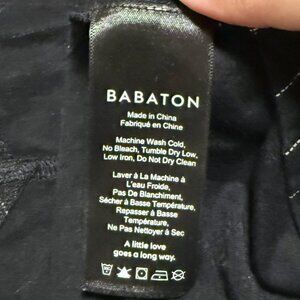 BABATON
Made in China
Fabriqué en Chine
Machine Wash Cold,
No Bleach, Tumble Dry Low,
Low Iron, Do Not Dry Clean
Laver à La Machine à
L'eau Froide,
Pas De Blanchiment,
Sécher à Basse Température,
Repasser à Basse
Température,
Ne Pas Nettoyer à Sec
A little love
goes a long way.